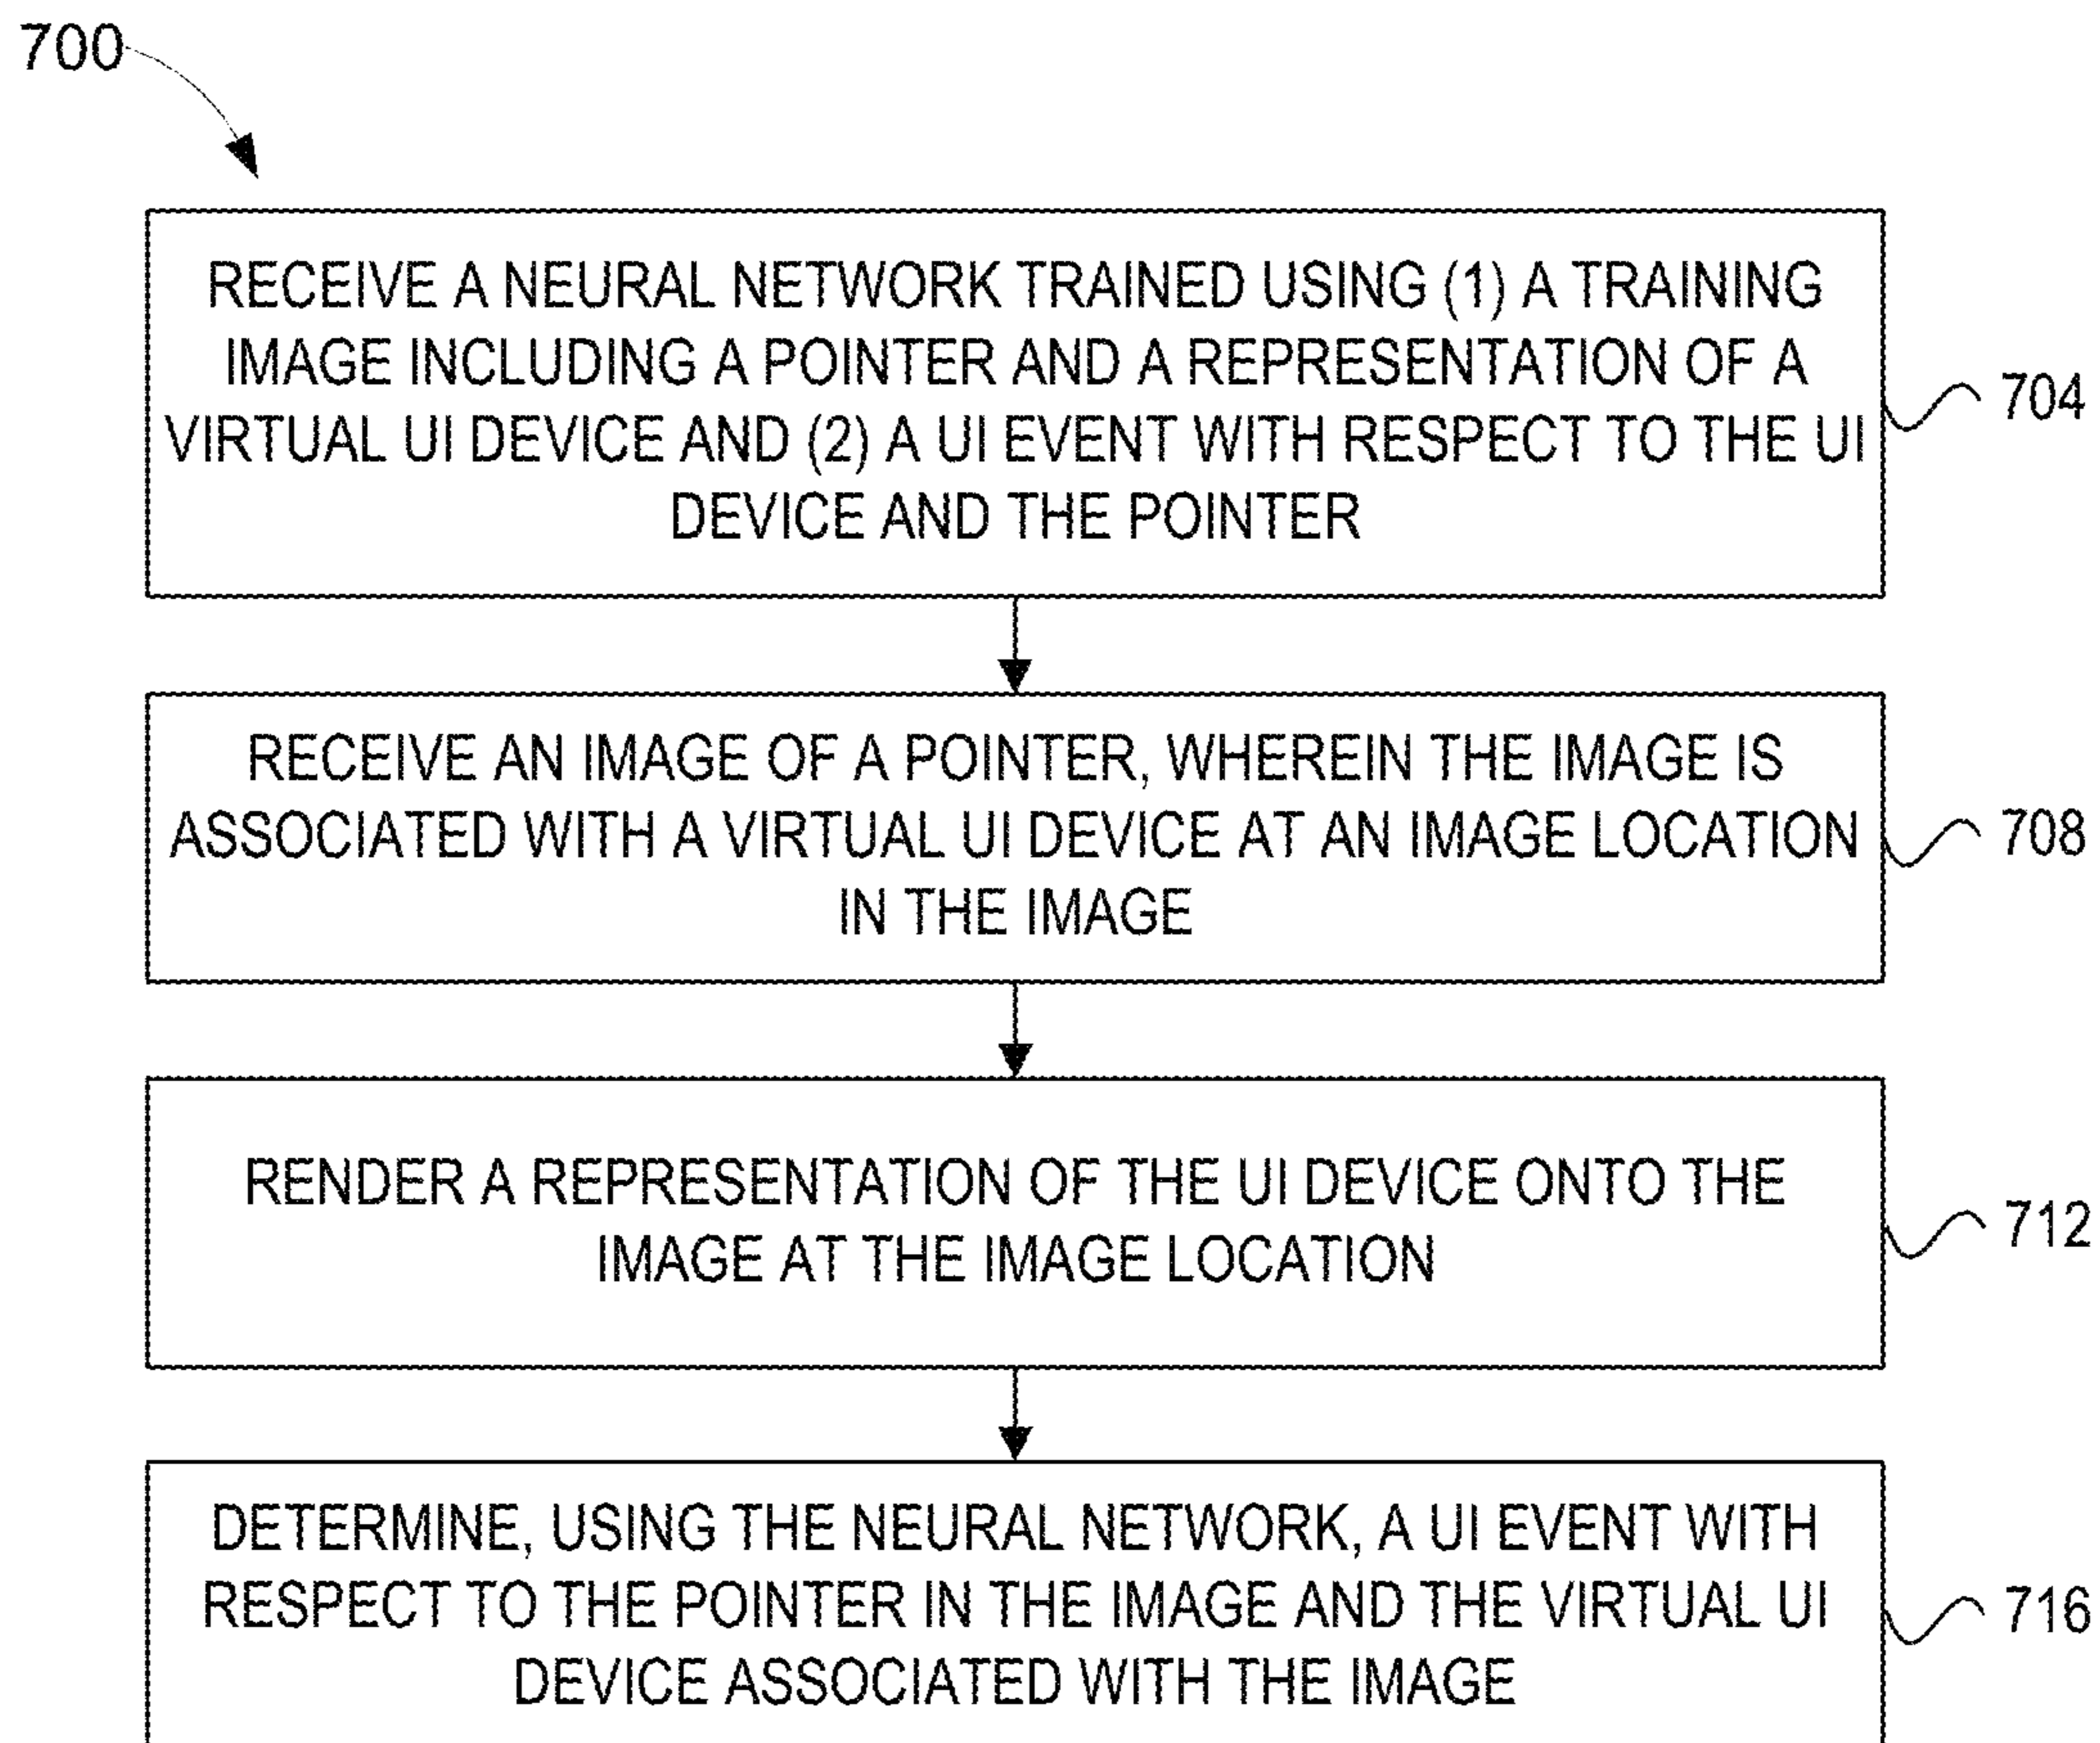 700
RECEIVE A NEURAL NETWORK TRAINED USING (1) A TRAINING
IMAGE INCLUDING A POINTER AND A REPRESENTATION OF A
VIRTUAL UI DEVICE AND (2) A UI EVENT WITH RESPECT TO THE UI
DEVICE AND THE POINTER
704
RECEIVE AN IMAGE OF A POINTER, WHEREIN THE IMAGE IS
ASSOCIATED WITH A VIRTUAL UI DEVICE AT AN IMAGE LOCATION
IN THE IMAGE
708
RENDER A REPRESENTATION OF THE UI DEVICE ONTO THE
IMAGE AT THE IMAGE LOCATION
712
DETERMINE, USING THE NEURAL NETWORK, A UI EVENT WITH
RESPECT TO THE POINTER IN THE IMAGE AND THE VIRTUAL UI
DEVICE ASSOCIATED WITH THE IMAGE
716